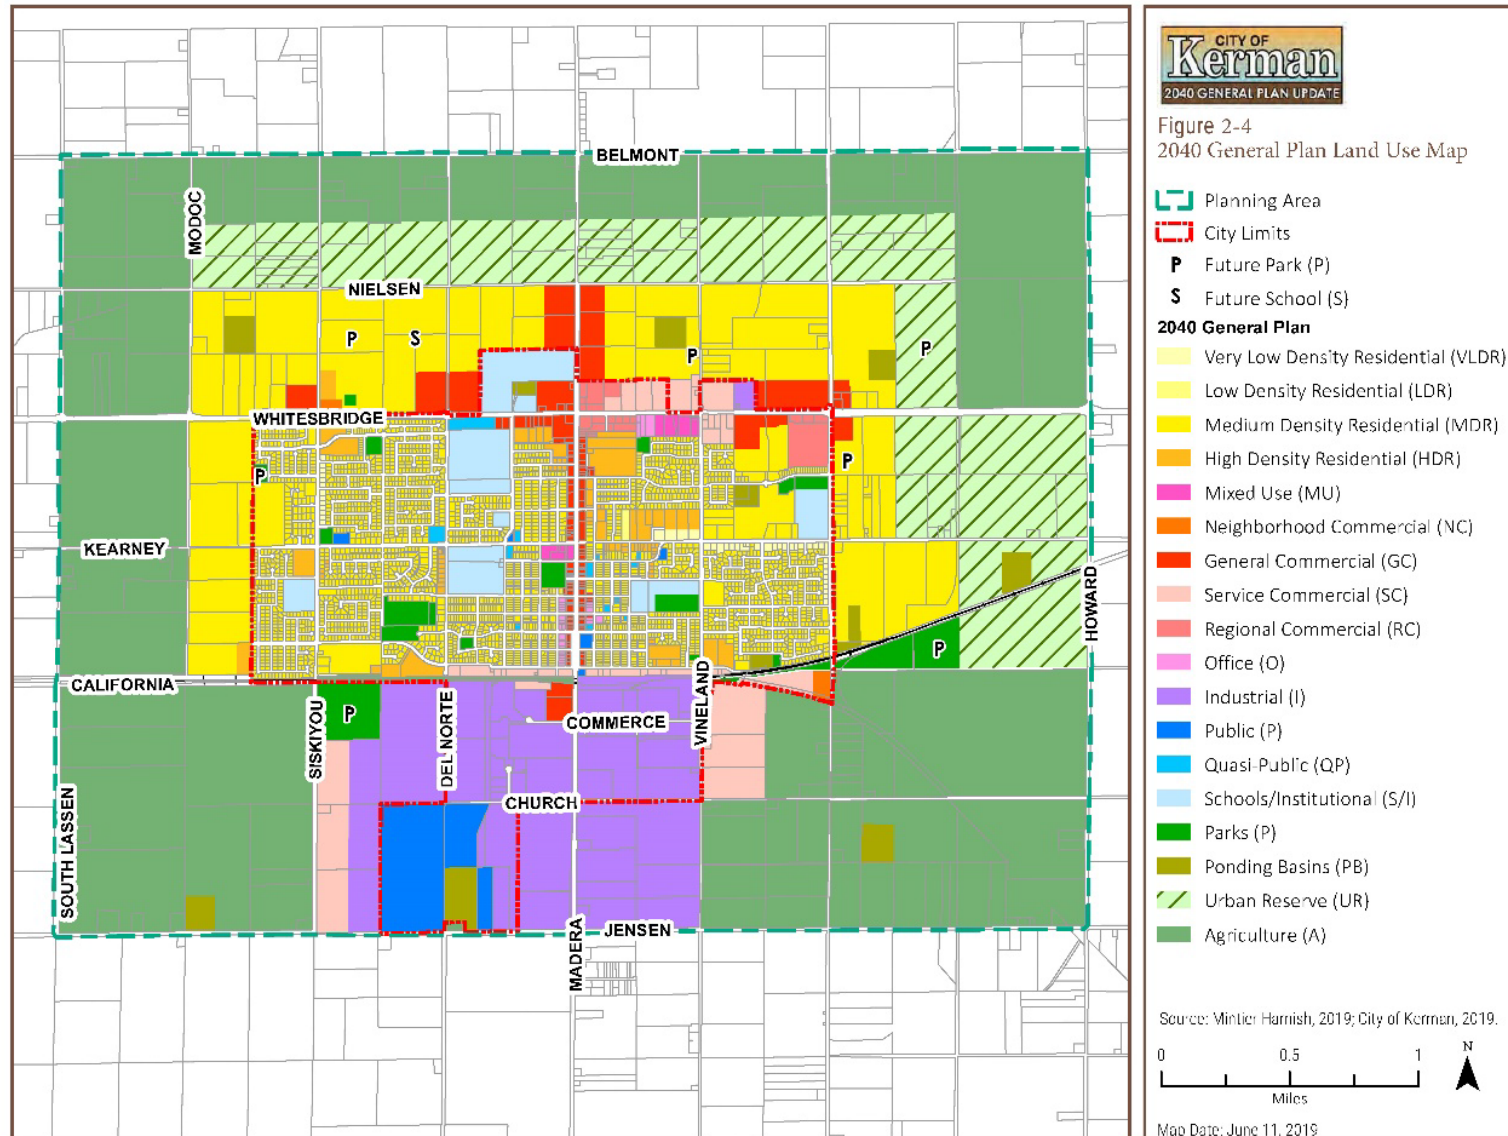 BELMONT
MODOC
NIELSEN
P
S
P
P
WHITESBRIDGE
P
P
KEARNEY
HOWARD
P
CALIFORNIA
SISKIYOU
P
DEL NORTE
COMMERCE
VINELAND
CHURCH
SOUTH LASSEN
MADERA
JENSEN
CITY OF
Kerman
2040 GENERAL PLAN UPDATE
Figure 2-4
2040 General Plan Land Use Map
Planning Area
City Limits
P Future Park (P)
S Future School (S)
2040 General Plan
Very Low Density Residential (VLDR)
Low Density Residential (LDR)
Medium Density Residential (MDR)
High Density Residential (HDR)
Mixed Use (MU)
Neighborhood Commercial (NC)
General Commercial (GC)
Service Commercial (SC)
Regional Commercial (RC)
Office (O)
Industrial (I)
Public (P)
Quasi-Public (QP)
Schools/Institutional (S/I)
Parks (P)
Ponding Basins (PB)
Urban Reserve (UR)
Agriculture (A)
Source: Mintier Harnish, 2019; City of Kerman, 2019.
0 0.5 1
Miles
N
Map Date: June 11, 2019